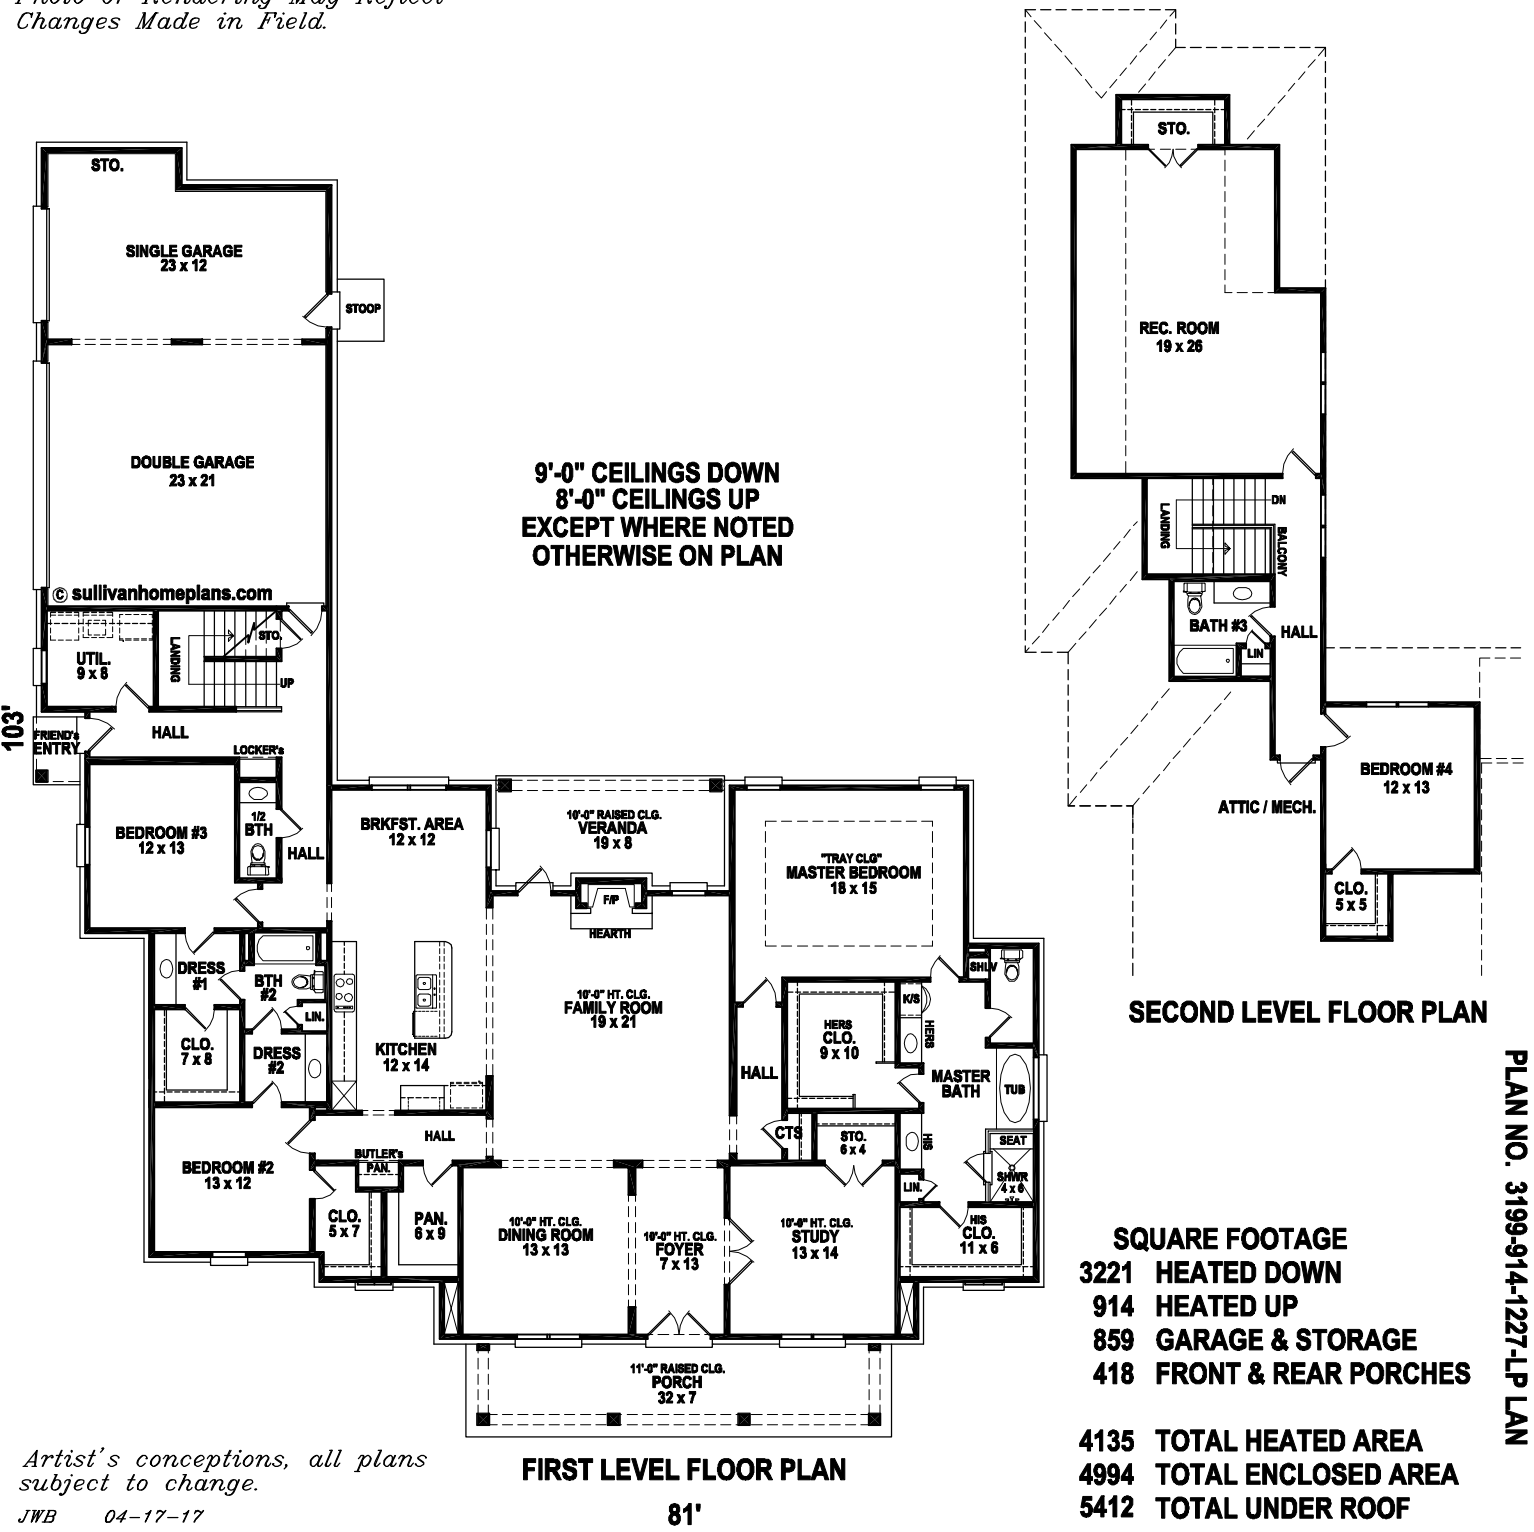 Photo or Rendering May Reflect
Changes Made in Field.
STO.
SINGLE GARAGE
23 x 12
STOOP
DOUBLE GARAGE
23 x 21
© sullivanhomeplans.com
9'-0" CEILINGS DOWN
8'-0" CEILINGS UP
EXCEPT WHERE NOTED
OTHERWISE ON PLAN
UTIL.
9 x 8
LANDING
STO.
UP
103'
FRIEND's
ENTRY
HALL
LOCKER's
BEDROOM #3
12 x 13
1/2
BTH
HALL
BRKFST. AREA
12 x 12
10'-0" RAISED CLG.
VERANDA
19 x 8
F/P
HEARTH
"TRAY CLG"
MASTER BEDROOM
18 x 15
DRESS
#1
BTH
#2
LIN.
CLO.
7 x 8
DRESS
#2
KITCHEN
12 x 14
10'-0" HT. CLG.
FAMILY ROOM
19 x 21
HALL
HERS
CLO.
9 x 10
K/S
HERS
SHLV
MASTER
BATH
TUB
HALL
BUTLER's
PAN.
BEDROOM #2
13 x 12
CLO.
5 x 7
PAN.
6 x 9
10'-0" HT. CLG.
DINING ROOM
13 x 13
10'-0" HT. CLG.
FOYER
7 x 13
CTS
STO.
6 x 4
10'-0" HT. CLG.
STUDY
13 x 14
HIS
LIN.
SEAT
SHWR
4 x 6
HIS
CLO.
11 x 6
11'-0" RAISED CLG.
PORCH
32 x 7
FIRST LEVEL FLOOR PLAN
81'
Artist's conceptions, all plans
subject to change.
JWB 04-17-17
STO.
REC. ROOM
19 x 26
LANDING
DN
BALCONY
BATH #3
LIN
HALL
BEDROOM #4
12 x 13
ATTIC / MECH.
CLO.
5 x 5
SECOND LEVEL FLOOR PLAN
SQUARE FOOTAGE
3221 HEATED DOWN
914 HEATED UP
859 GARAGE & STORAGE
418 FRONT & REAR PORCHES
4135 TOTAL HEATED AREA
4994 TOTAL ENCLOSED AREA
5412 TOTAL UNDER ROOF
PLAN NO. 3199-914-1227-LP LAN